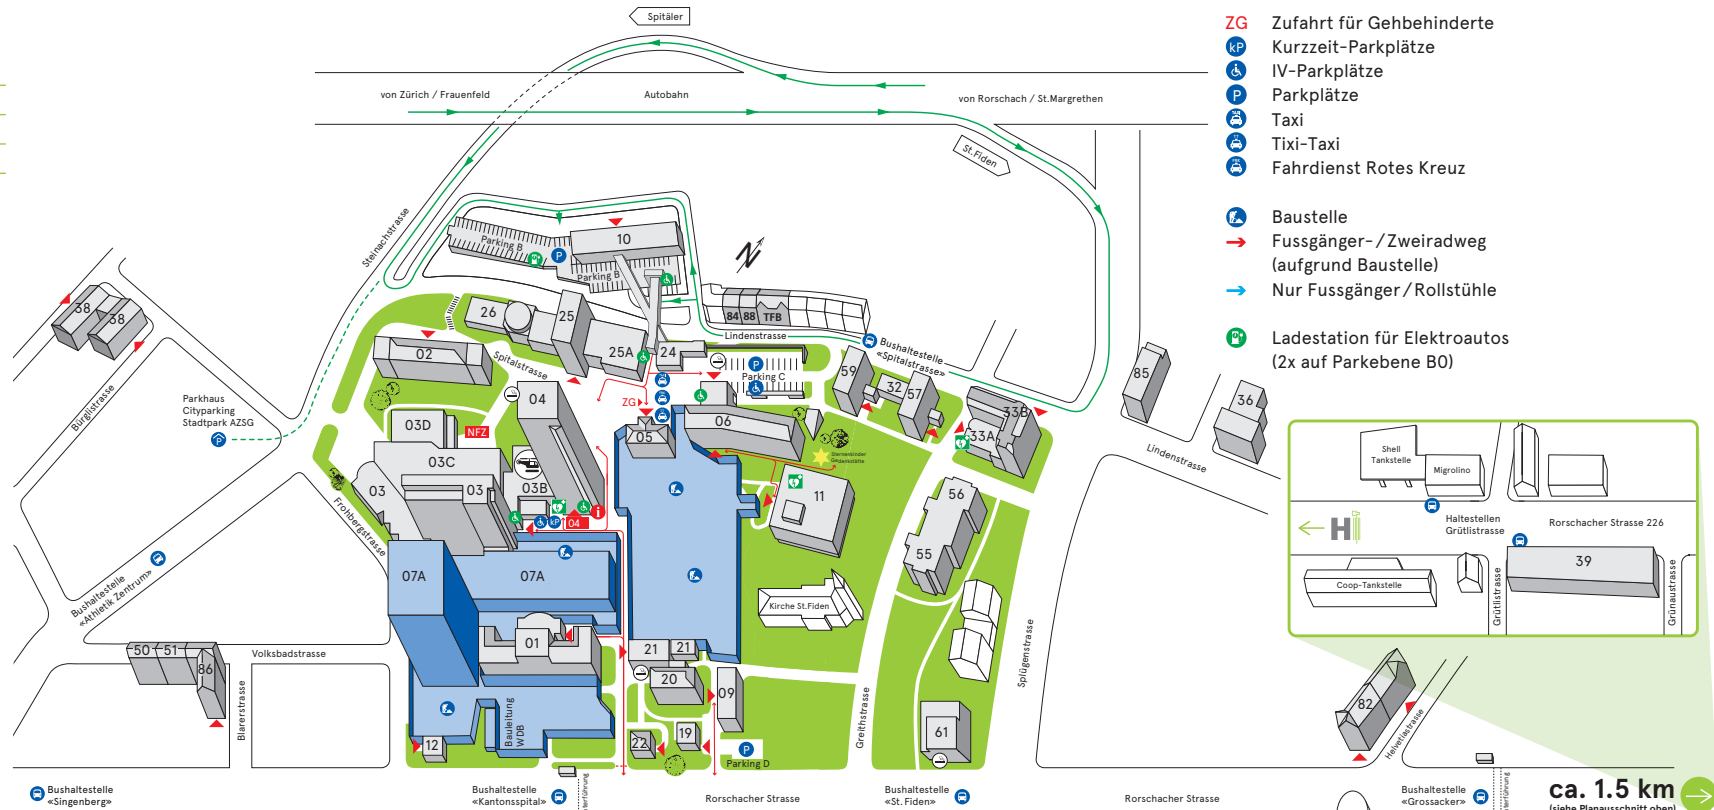 Spitäler
von Zürich / Frauenfeld
Autobahn
von Rorschach / St.Margrethen
St.Fiden
ZG Zufahrt für Gehbehinderte
kP Kurzzeit-Parkplätze
IV-Parkplätze
P Parkplätze
Taxi
Tixi-Taxi
Fahrdienst Rotes Kreuz
Baustelle
Fussgänger-/Zweiradweg
(aufgrund Baustelle)
Nur Fussgänger/Rollstühle
Ladestation für Elektroautos
(2x auf Parkebene B0)
Steinachstrasse
Parking B
P
10
Parking B
N
38
38
26
25
25A
24
84 88 TFB
Lindenstrasse
Bushaltestelle
«Spitalstrasse»
02
Spitalstrasse
P
Parking C
59
32
57
33B
33A
85
36
Bürglistrasse
Parkhaus
Cityparking
Stadtpark AZSG
P
03D
NFZ
04
ZG
05
06
Sternenkinder
Gedenkstätte
Lindenstrasse
03C
03
03
03B
kP
04
i
11
56
55
Frohbergstrasse
Bushaltestelle
«Athletik Zentrum»
07A
07A
Kirche St.Fiden
01
21
21
20
09
50
51
86
Volksbadstrasse
Blarerstrasse
Bauleitung
WDB
12
22
19
P
Parking D
Greithstrasse
61
Splügenstrasse
82
Helvetiastrasse
Shell
Tankstelle
Migrolino
Haltestellen
Grütlistrasse
Rorschacher Strasse 226
H
Coop-Tankstelle
Grütlistrasse
39
Grünaustrasse
Bushaltestelle
«Singenberg»
Bushaltestelle
«Kantonsspital»
Rorschacher Strasse
Bushaltestelle
«St.Fiden»
Rorschacher Strasse
Bushaltestelle
«Grossacker»
ca. 1.5 km
(siehe Planausschnitt oben)